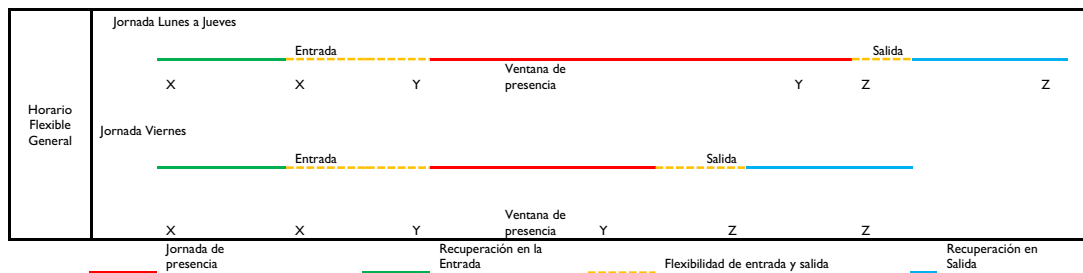 Jornada Lunes a Jueves
Entrada
Salida
X X Y Ventana de Y Z Z
presencia
Horario
Flexible
General
Jornada Viernes
Entrada
Salida
X X Y Ventana de Y Z Z
presencia
Jornada de
presencia
Recuperación en la
Entrada
Flexibilidad de entrada y salida
Recuperación en
Salida